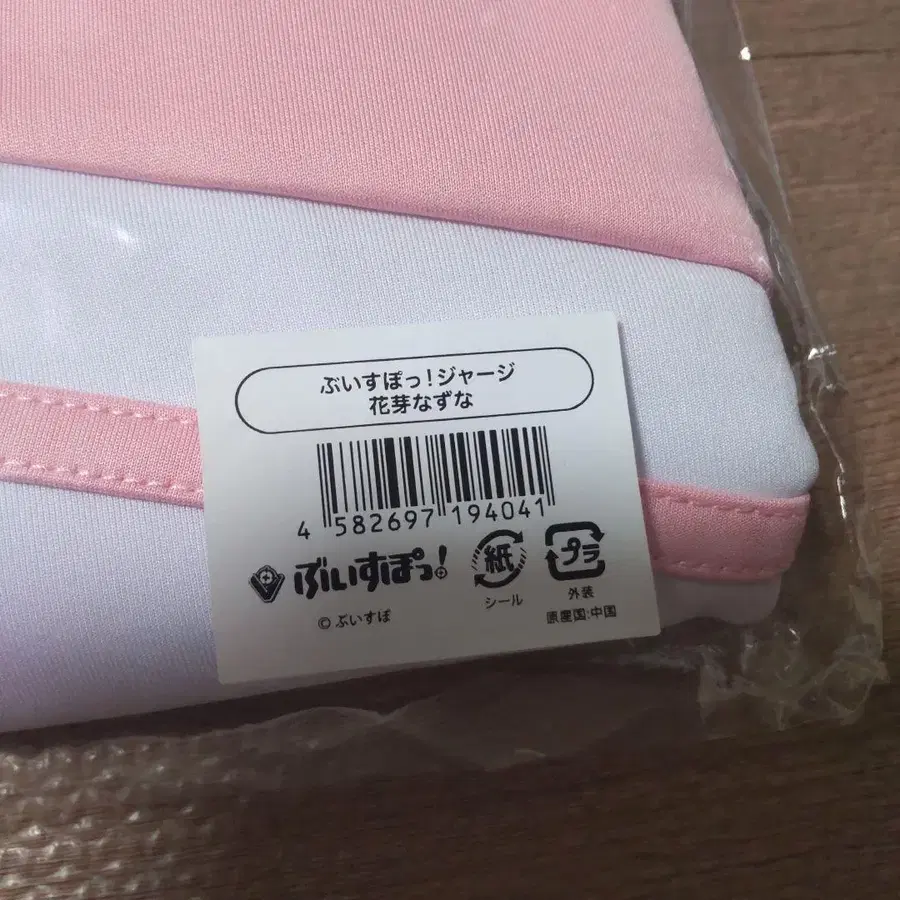 ぶいすぽっ!ジャージ
花芽なずな
4 582697 194041
ぶいすぽっ!
紙
プラ
シール
外装
© ぶいすぽ
原産国:中国